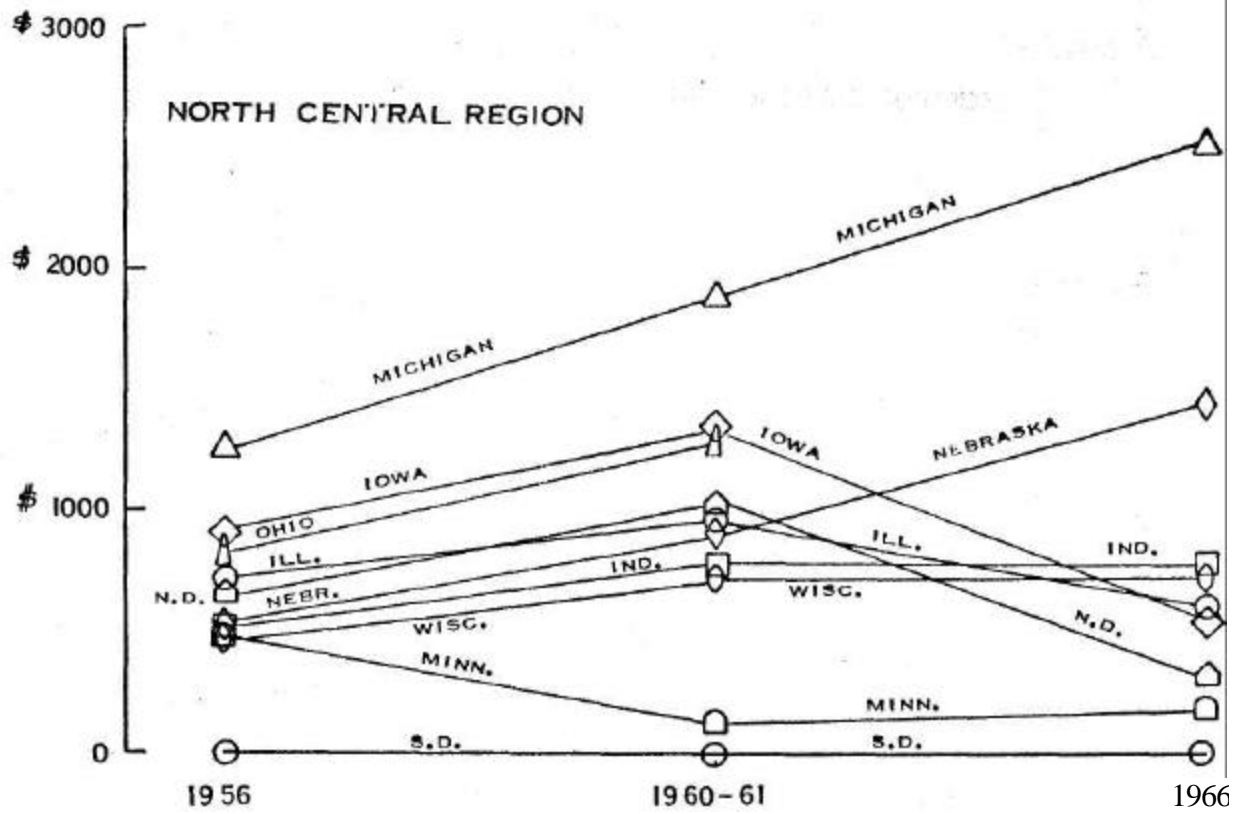 $ 3000
NORTH CENTRAL REGION
MICHIGAN
$ 2000
MICHIGAN
IOWA
NEBRASKA
IOWA
$ 1000
OHIO
ILL.
ILL.
IND.
IND.
N.D.
NEBR.
WISC.
WISC.
N.D.
MINN.
MINN.
S.D.
S.D.
0
1956
1960-61
1966